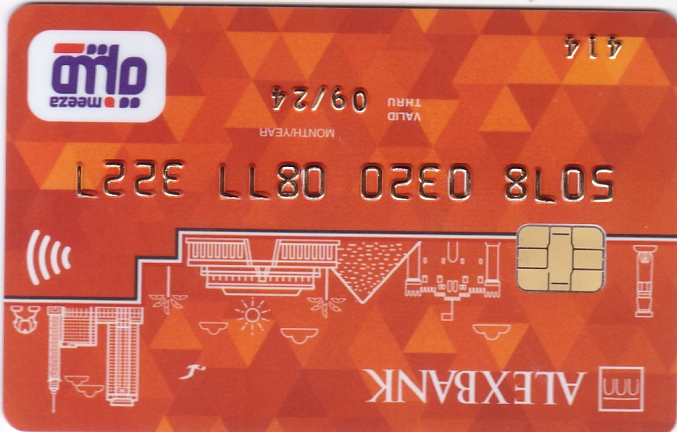 ALEXBANK
5078 0320 0877 3227
MONTH/YEAR
VALID
THRU
09/24
meeza
ميزة
414